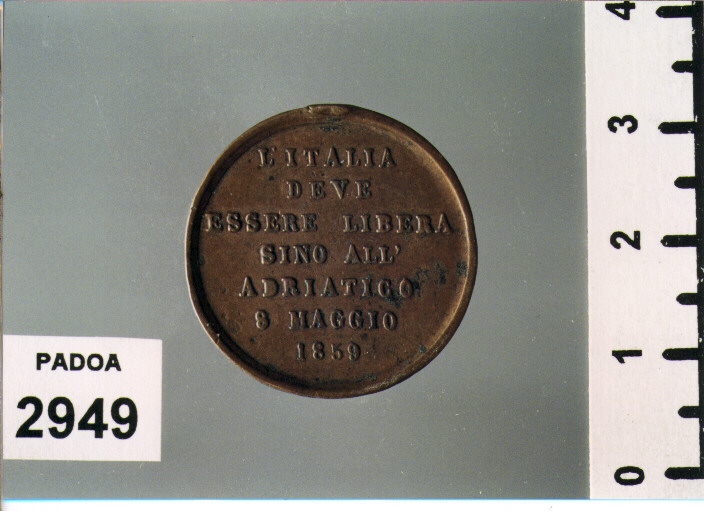 L'ITALIA
DEVE
ESSERE LIBERA
SINO ALL'
ADRIATICO
8 MAGGIO
1859
PADOA
2949
4
3
2
1
0